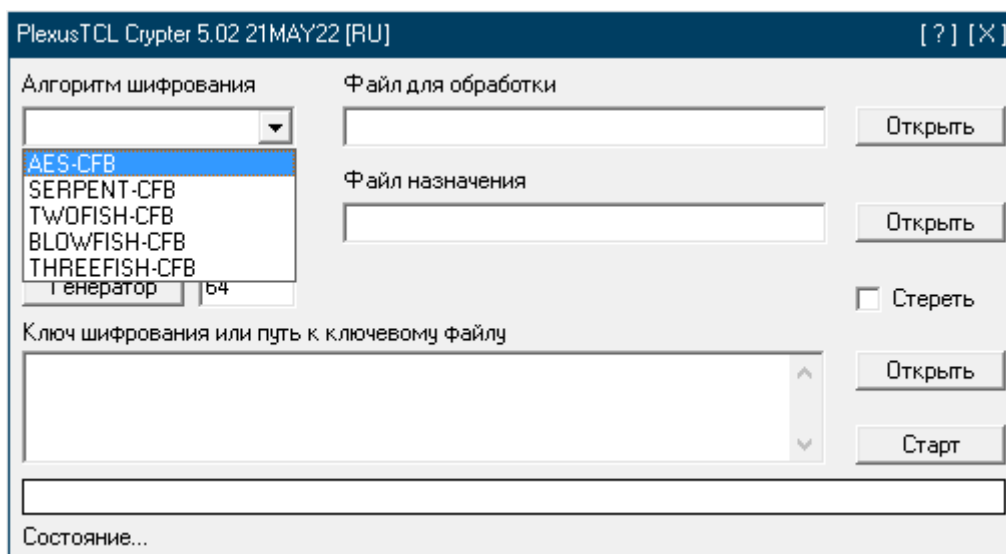 PlexusTCL Crypter 5.02 21MAY22 [RU] [ ? ] [X]
Алгоритм шифрования
Файл для обработки
Открыть
AES-CFB
SERPENT-CFB
TWOFISH-CFB
BLOWFISH-CFB
THREEFISH-CFB
Файл назначения
Открыть
Генератор 64
Стереть
Ключ шифрования или путь к ключевому файлу
Открыть
Старт
Состояние...